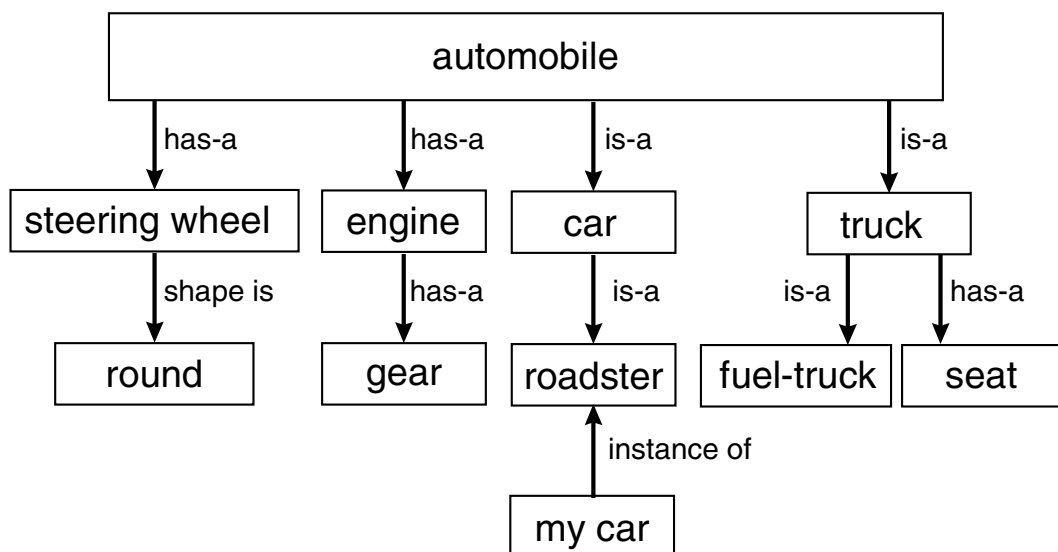 automobile
has-a has-a is-a is-a
steering wheel engine car truck
shape is has-a is-a is-a has-a
round gear roadster fuel-truck seat
instance of
my car